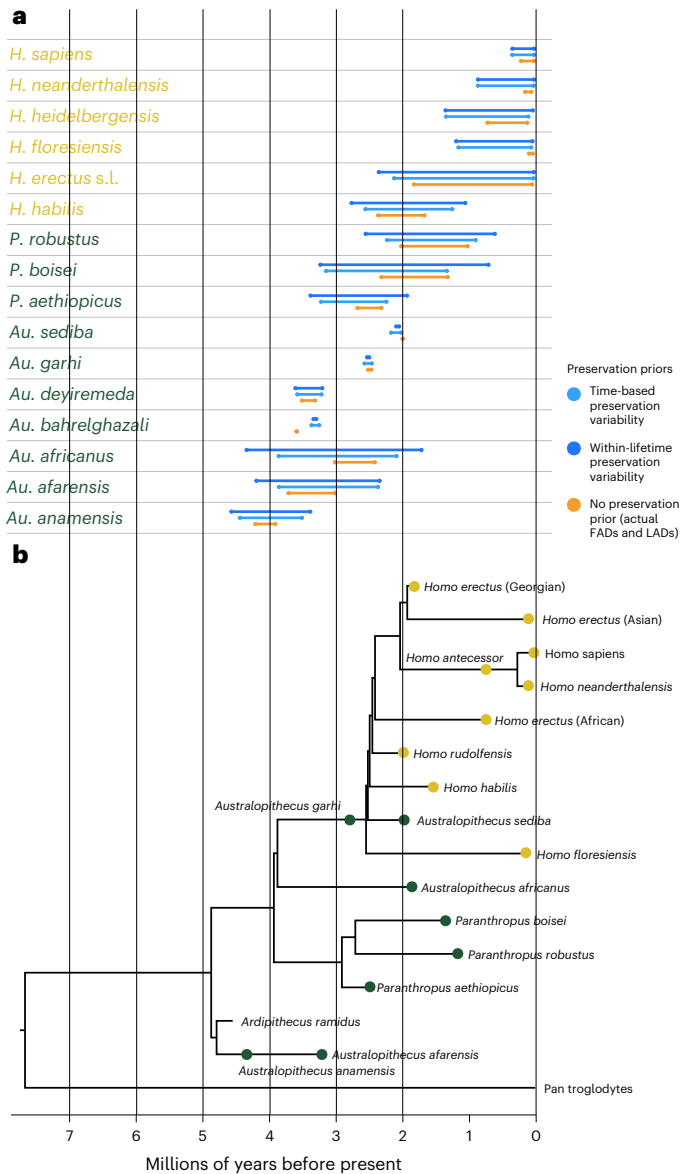 a
H. sapiens
H. neanderthalensis
H. heidelbergensis
H. floresiensis
H. erectus s.l.
H. habilis
P. robustus
P. boisei
P. aethiopicus
Au. sediba
Au. garhi
Au. deyiremeda
Au. bahrelghazali
Au. africanus
Au. afarensis
Au. anamensis
Preservation priors
Time-based
preservation
variability
Within-lifetime
preservation
variability
No preservation
prior (actual
FADs and LADs)
b
Homo erectus (Georgian)
Homo erectus (Asian)
Homo sapiens
Homo antecessor
Homo neanderthalensis
Homo erectus (African)
Homo rudolfensis
Homo habilis
Australopithecus garhi
Australopithecus sediba
Homo floresiensis
Australopithecus africanus
Paranthropus boisei
Paranthropus robustus
Paranthropus aethiopicus
Ardipithecus ramidus
Australopithecus afarensis
Australopithecus anamensis
Pan troglodytes
7 6 5 4 3 2 1 0
Millions of years before present